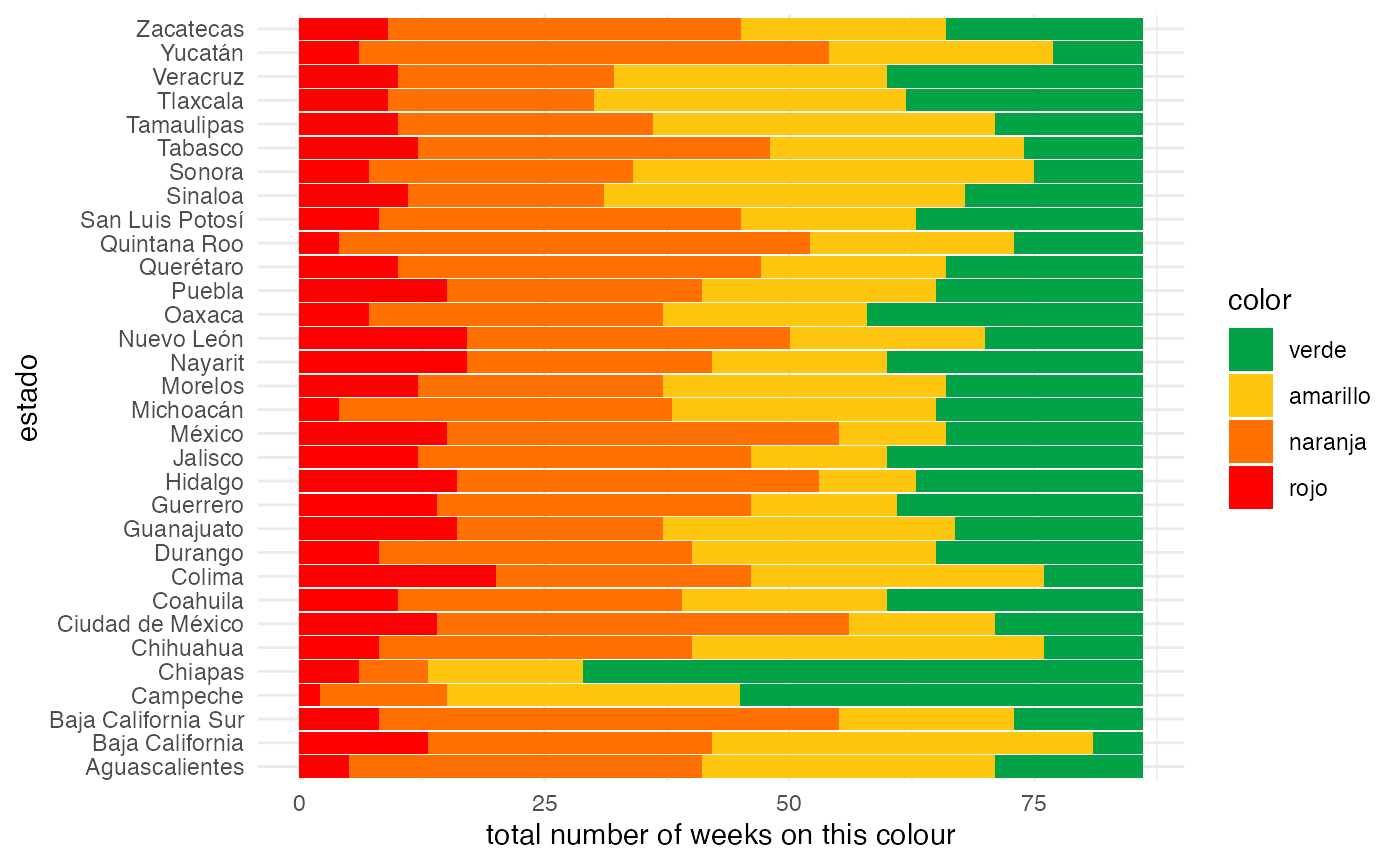 Zacatecas
Yucatán
Veracruz
Tlaxcala
Tamaulipas
Tabasco
Sonora
Sinaloa
San Luis Potosí
Quintana Roo
Querétaro
Puebla
Oaxaca
Nuevo León
Nayarit
Morelos
Michoacán
México
Jalisco
Hidalgo
Guerrero
Guanajuato
Durango
Colima
Coahuila
Ciudad de México
Chihuahua
Chiapas
Campeche
Baja California Sur
Baja California
Aguascalientes
estado
0 25 50 75
total number of weeks on this colour
color
verde
amarillo
naranja
rojo